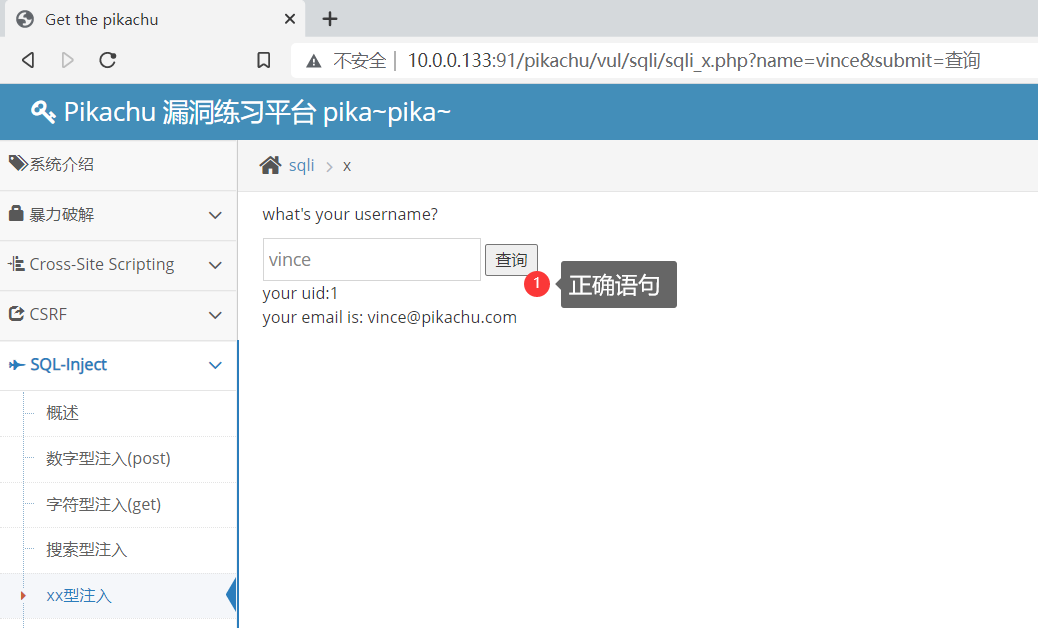 Get the pikachu
不安全 | 10.0.0.133:91/pikachu/vul/sqli/sqli_x.php?name=vince&submit=查询
Pikachu 漏洞练习平台 pika~pika~
系统介绍
暴力破解
Cross-Site Scripting
CSRF
SQL-Inject
概述
数字型注入(post)
字符型注入(get)
搜索型注入
xx型注入
sqli > x
what's your username?
vince 查询
1 正确语句
your uid:1
your email is: vince@pikachu.com